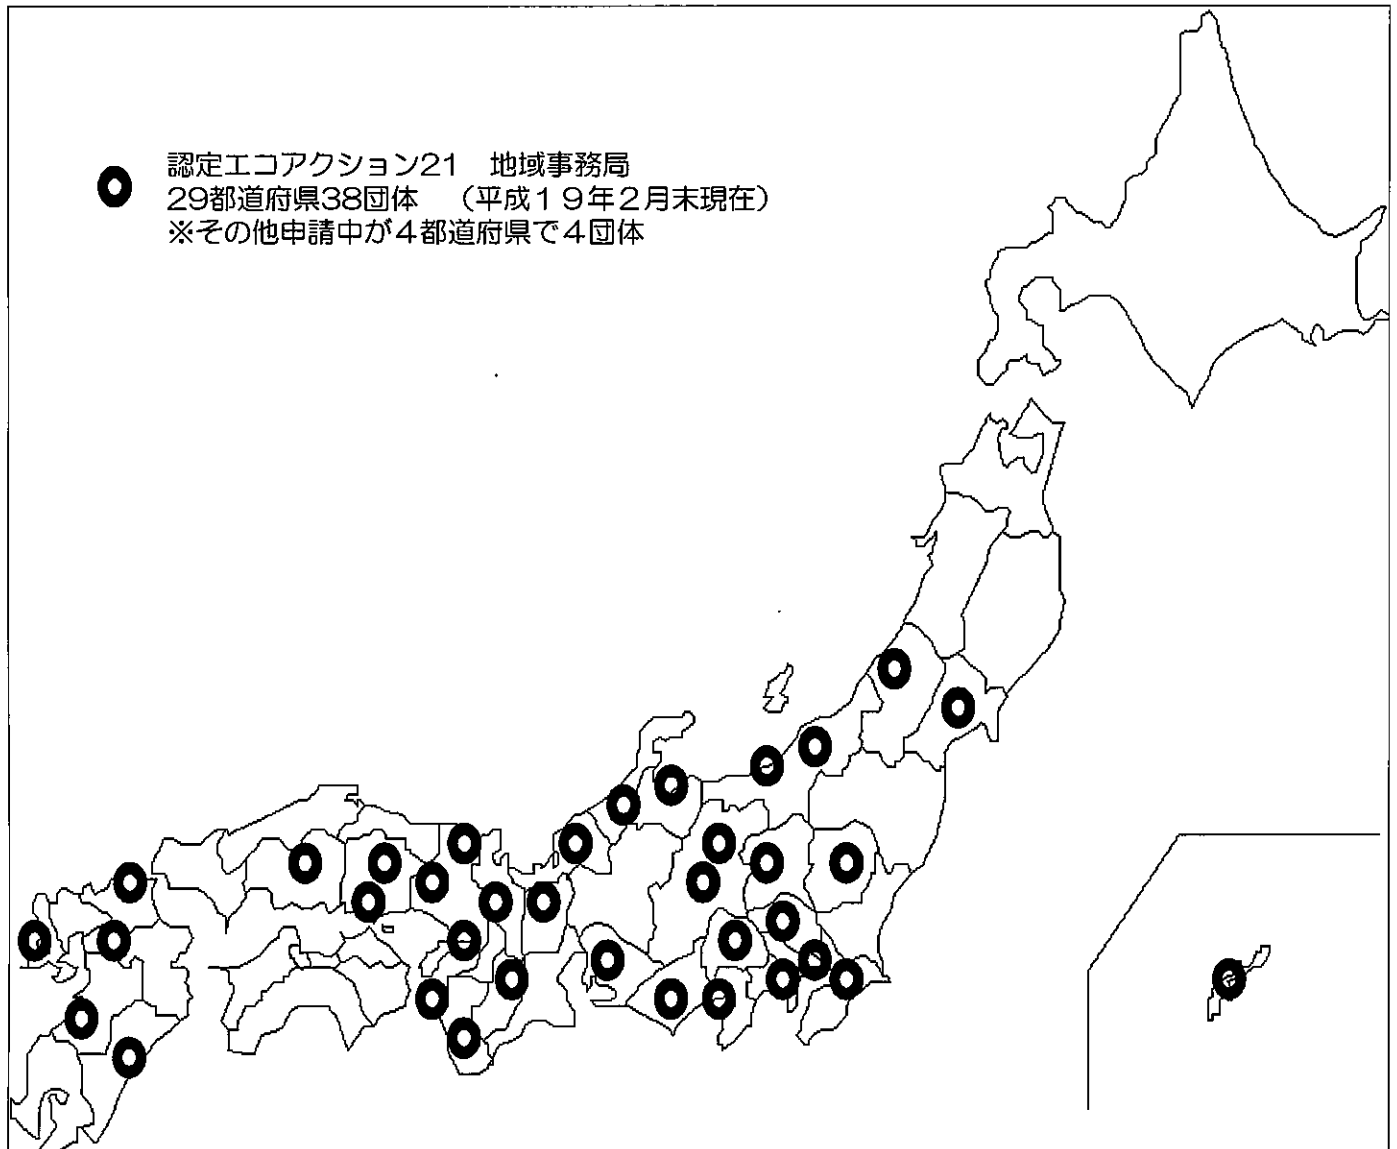 認定エコアクション21 地域事務局
29都道府県38団体 (平成19年2月末現在)
※その他申請中が4都道府県で4団体